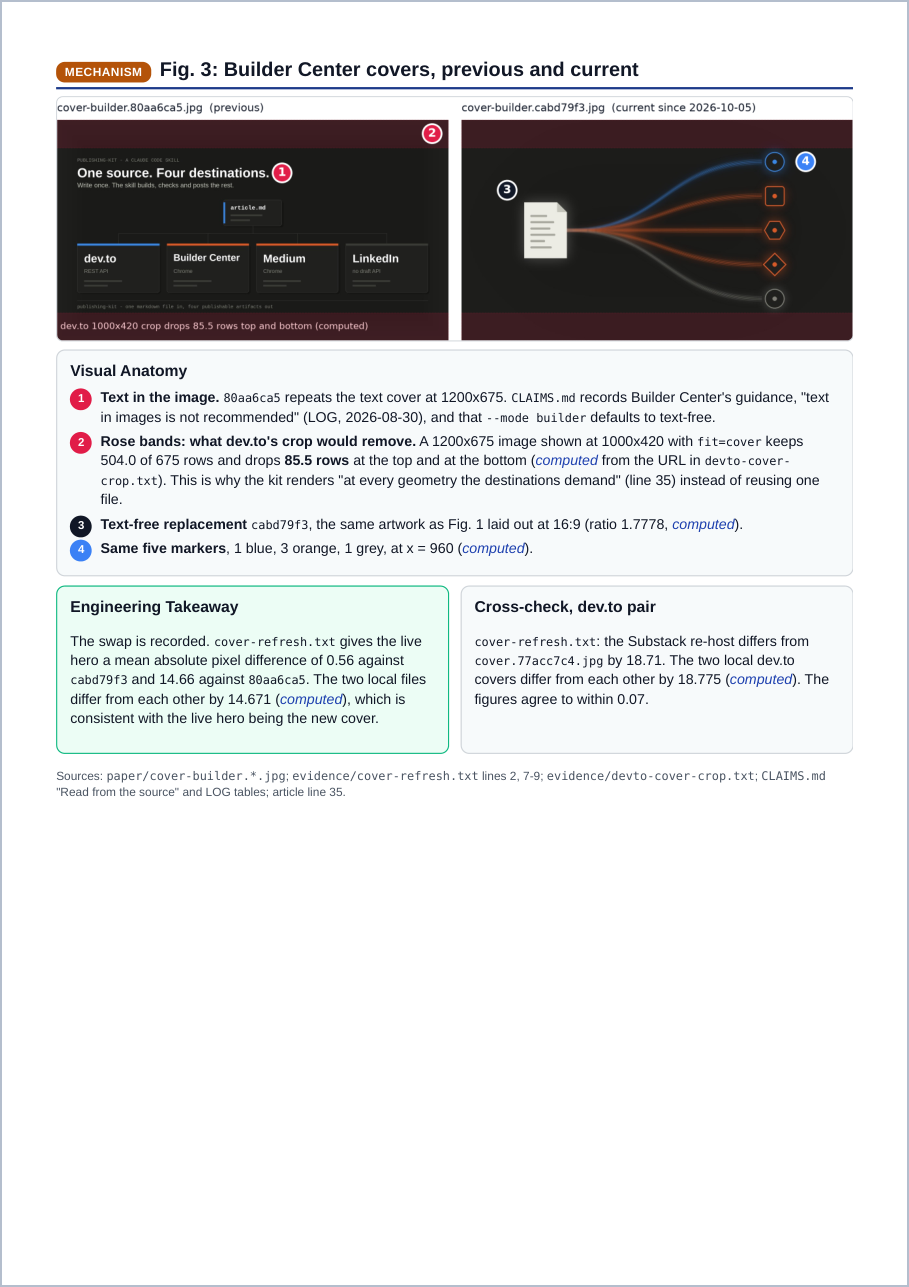 MECHANISM Fig. 3: Builder Center covers, previous and current
cover-builder.80aa6ca5.jpg (previous)
cover-builder.cabd79f3.jpg (current since 2026-10-05)
2
PUBLISHING-KIT · A CLAUDE CODE SKILL
One source. Four destinations. 1
Write once. The skill builds, checks and posts the rest.
article.md
dev.to
REST API
Builder Center
Chrome
Medium
Chrome
LinkedIn
no draft API
publishing-kit · one markdown file in, four publishable artifacts out
dev.to 1000x420 crop drops 85.5 rows top and bottom (computed)
3
4
Visual Anatomy
1 Text in the image. 80aa6ca5 repeats the text cover at 1200x675. CLAIMS.md records Builder Center's guidance, "text
in images is not recommended" (LOG, 2026-08-30), and that --mode builder defaults to text-free.
2 Rose bands: what dev.to's crop would remove. A 1200x675 image shown at 1000x420 with fit=cover keeps
504.0 of 675 rows and drops 85.5 rows at the top and at the bottom (computed from the URL in devto-cover-
crop.txt). This is why the kit renders "at every geometry the destinations demand" (line 35) instead of reusing one
file.
3 Text-free replacement cabd79f3, the same artwork as Fig. 1 laid out at 16:9 (ratio 1.7778, computed).
4 Same five markers, 1 blue, 3 orange, 1 grey, at x = 960 (computed).
Engineering Takeaway
The swap is recorded. cover-refresh.txt gives the live
hero a mean absolute pixel difference of 0.56 against
cabd79f3 and 14.66 against 80aa6ca5. The two local files
differ from each other by 14.671 (computed), which is
consistent with the live hero being the new cover.
Cross-check, dev.to pair
cover-refresh.txt: the Substack re-host differs from
cover.77acc7c4.jpg by 18.71. The two local dev.to
covers differ from each other by 18.775 (computed). The
figures agree to within 0.07.
Sources: paper/cover-builder.*.jpg; evidence/cover-refresh.txt lines 2, 7-9; evidence/devto-cover-crop.txt; CLAIMS.md
"Read from the source" and LOG tables; article line 35.